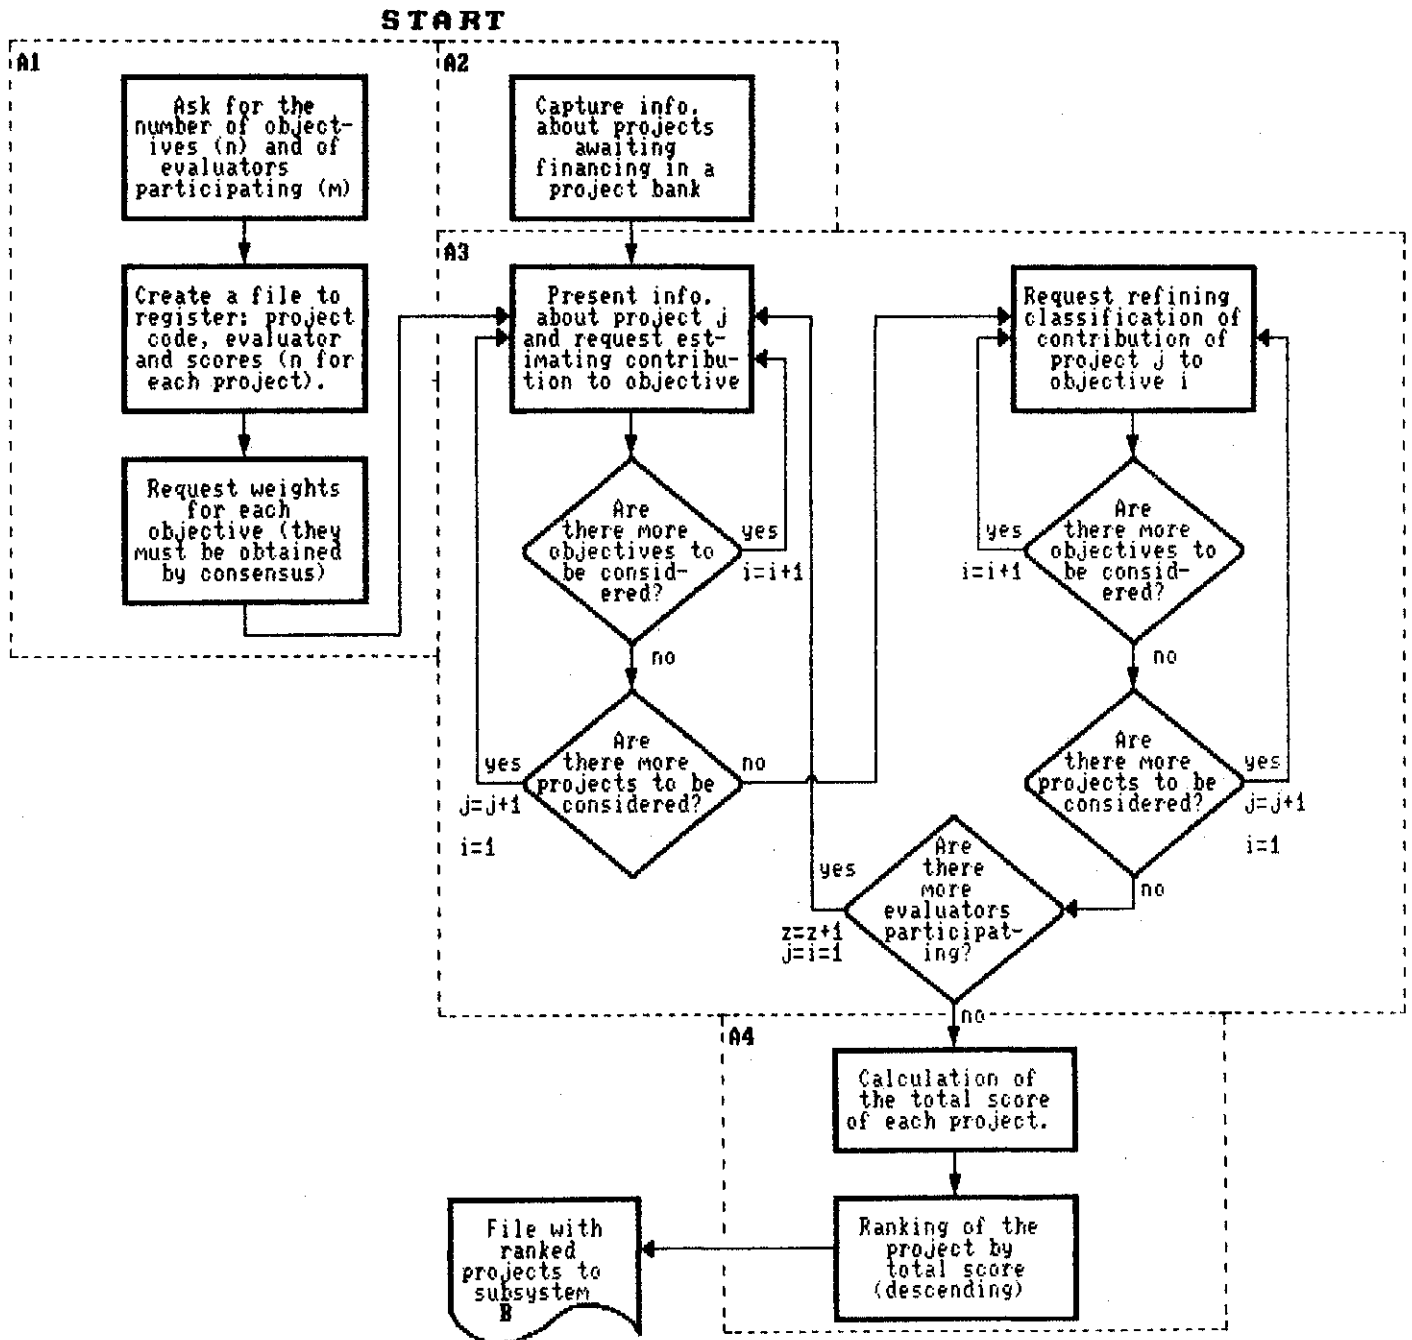 START
A1
Ask for the
number of object-
ives (n) and of
evaluators
participating (m)
Create a file to
register: project
code, evaluator
and scores (n for
each project).
Request weights
for each
objective (they
must be obtained
by consensus)
A2
Capture info.
about projects
awaiting
financing in a
project bank
A3
Present info.
about project j
and request est-
imating contribu-
tion to objective
Are
there more
objectives to
be consid-
ered?
yes
i=i+1
no
Are
there more
projects to be
considered?
yes
j=j+1
i=1
no
Request refining
classification of
contribution of
project j to
objective i
Are
there more
objectives to
be consid-
ered?
yes
i=i+1
no
Are
there more
projects to be
considered?
yes
j=j+1
i=1
no
Are
there
more
evaluators
participat-
ing?
yes
z=z+1
j=i=1
no
A4
Calculation of
the total score
of each project.
Ranking of the
project by
total score
(descending)
File with
ranked
projects to
subsystem
B